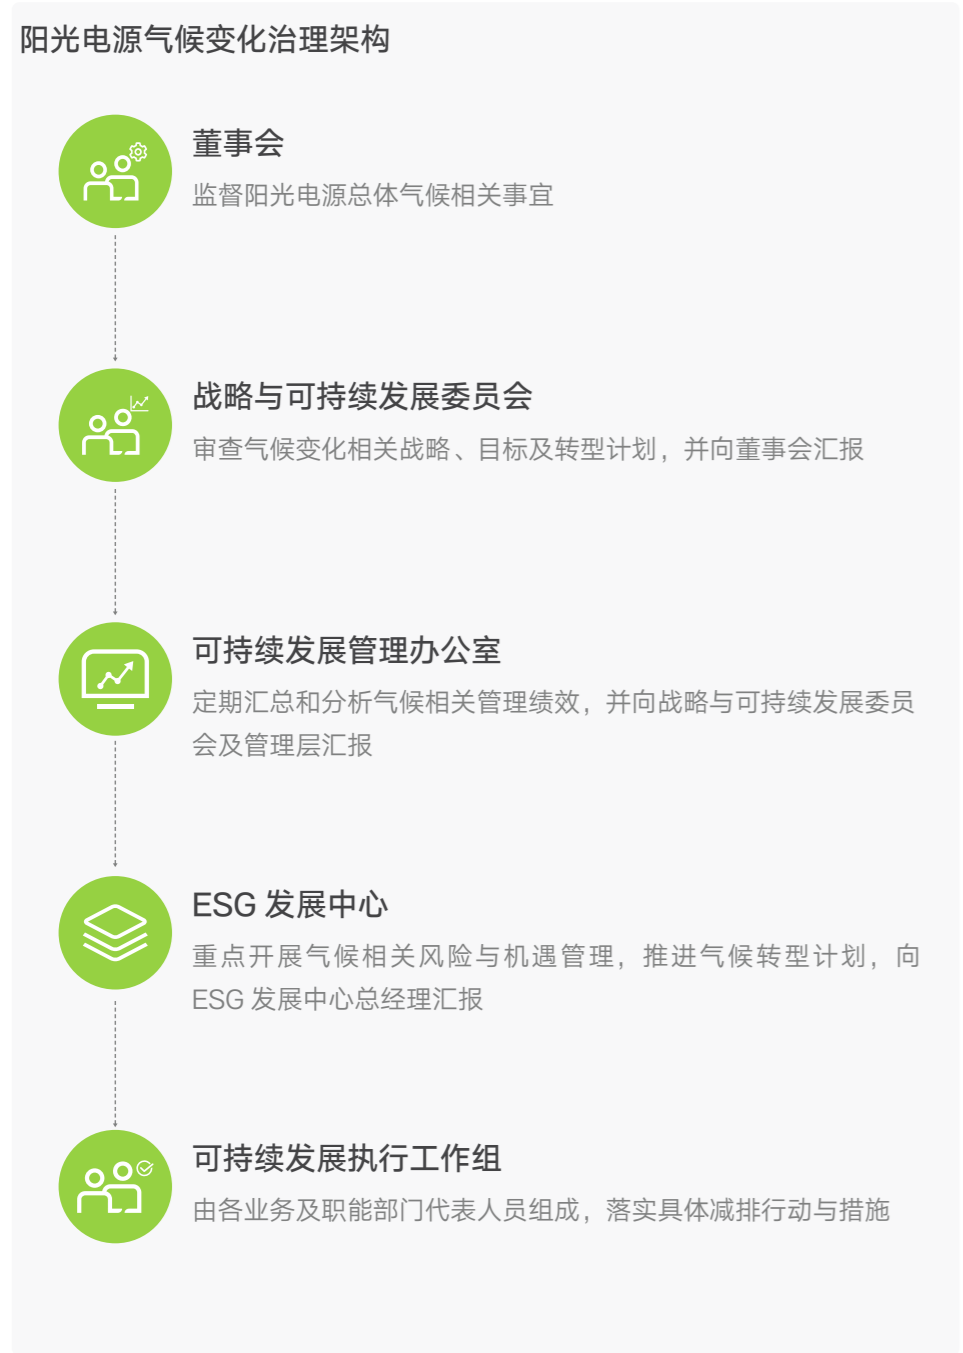 阳光电源气候变化治理架构
董事会
监督阳光电源总体气候相关事宜
战略与可持续发展委员会
审查气候变化相关战略、目标及转型计划，并向董事会汇报
可持续发展管理办公室
定期汇总和分析气候相关管理绩效，并向战略与可持续发展委员
会及管理层汇报
ESG 发展中心
重点开展气候相关风险与机遇管理，推进气候转型计划，向
ESG 发展中心总经理汇报
可持续发展执行工作组
由各业务及职能部门代表人员组成，落实具体减排行动与措施